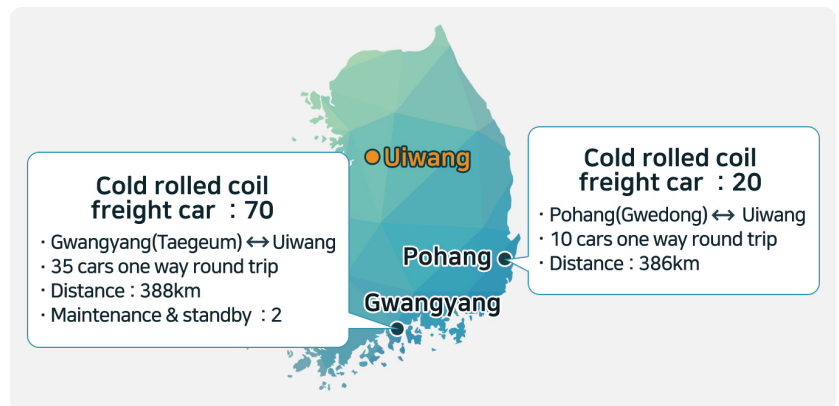 Uiwang
Cold rolled coil
freight car : 70
· Gwangyang(Taegeum) ↔ Uiwang
· 35 cars one way round trip
· Distance : 388km
· Maintenance & standby : 2
Cold rolled coil
freight car : 20
· Pohang(Gwedong) ↔ Uiwang
· 10 cars one way round trip
· Distance : 386km
Pohang
Gwangyang